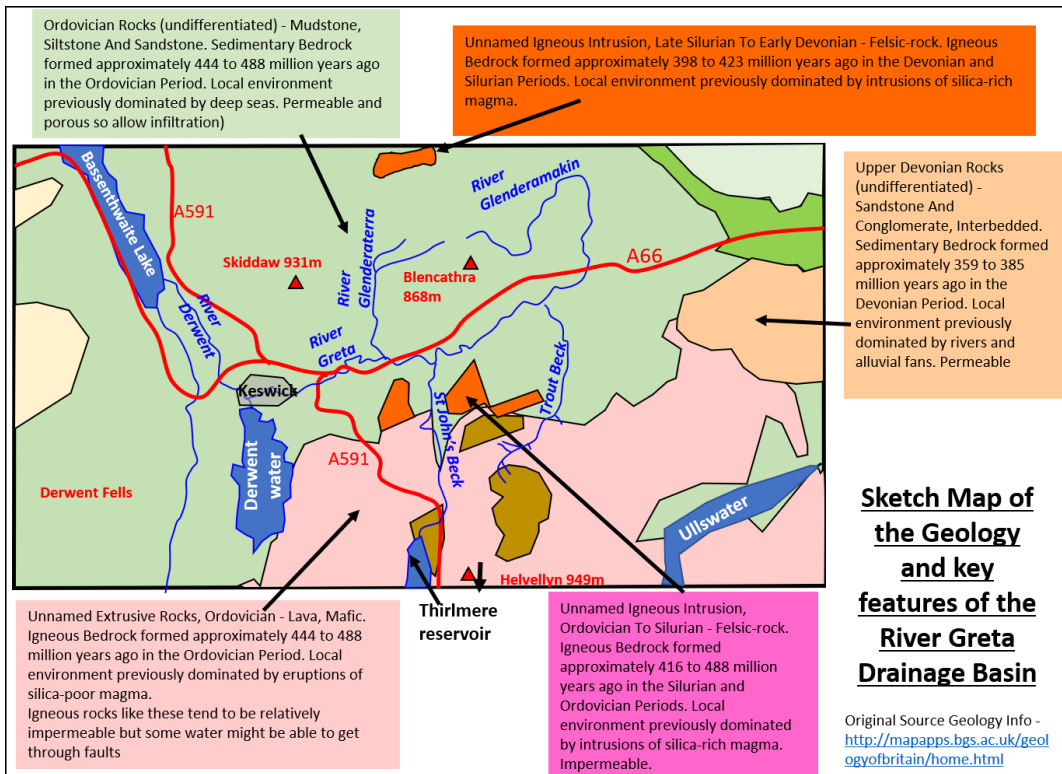 Ordovician Rocks (undifferentiated) - Mudstone,
Siltstone And Sandstone. Sedimentary Bedrock
formed approximately 444 to 488 million years ago
in the Ordovician Period. Local environment
previously dominated by deep seas. Permeable and
porous so allow infiltration)
Unnamed Igneous Intrusion, Late Silurian To Early Devonian - Felsic-rock. Igneous
Bedrock formed approximately 398 to 423 million years ago in the Devonian and
Silurian Periods. Local environment previously dominated by intrusions of silica-rich
magma.
Upper Devonian Rocks
(undifferentiated) -
Sandstone And
Conglomerate, Interbedded.
Sedimentary Bedrock formed
approximately 359 to 385
million years ago in the
Devonian Period. Local
environment previously
dominated by rivers and
alluvial fans. Permeable
Bassenthwaite Lake
A591
River
Glenderamakin
Skiddaw 931m
River
Glenderaterra
Blencathra
868m
A66
River
Derwent
River
Greta
Keswick
Trout Beck
St John's Beck
Derwent
water
A591
Derwent Fells
Ullswater
Helvellyn 949m
Thirlmere
reservoir
Unnamed Extrusive Rocks, Ordovician - Lava, Mafic.
Igneous Bedrock formed approximately 444 to 488
million years ago in the Ordovician Period. Local
environment previously dominated by eruptions of
silica-poor magma.
Igneous rocks like these tend to be relatively
impermeable but some water might be able to get
through faults
Unnamed Igneous Intrusion,
Ordovician To Silurian - Felsic-rock.
Igneous Bedrock formed
approximately 416 to 488 million
years ago in the Silurian and
Ordovician Periods. Local
environment previously dominated
by intrusions of silica-rich magma.
Impermeable.
Sketch Map of
the Geology
and key
features of the
River Greta
Drainage Basin
Original Source Geology Info -
http://mapapps.bgs.ac.uk/geol
ogyofbritain/home.html